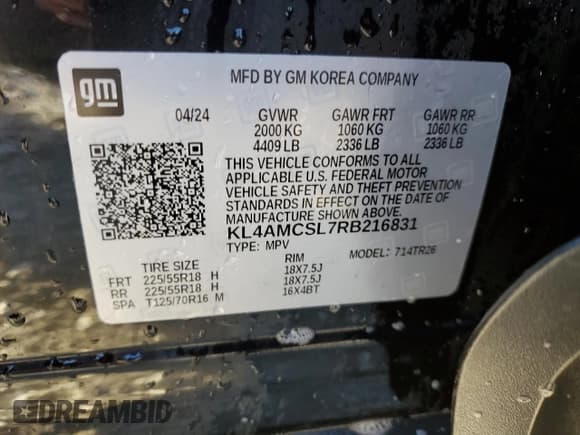 gm
MFD BY GM KOREA COMPANY
04/24 GVWR GAWR FRT GAWR RR
2000 KG 1060 KG 1060 KG
4409 LB 2336 LB 2336 LB
THIS VEHICLE CONFORMS TO ALL
APPLICABLE U.S. FEDERAL MOTOR
VEHICLE SAFETY AND THEFT PREVENTION
STANDARDS IN EFFECT ON THE DATE OF
MANUFACTURE SHOWN ABOVE.
KL4AMCSL7RB216831
TYPE: MPV MODEL: 714TR26
TIRE SIZE RIM
FRT 225/55R18 H 18X7.5J
RR 225/55R18 H 18X7.5J
SPA T125/70R16 M 16X4BT
DREAMBID